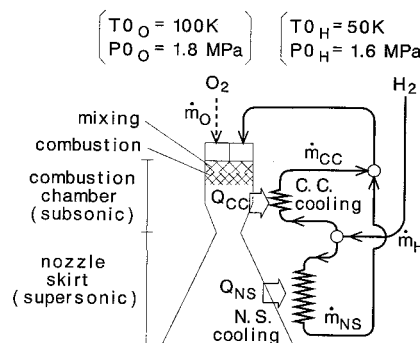 T0O = 100K
P0O = 1.8 MPa
T0H = 50K
P0H = 1.6 MPa
O2
H2
ṁO
mixing
combustion
ṁCC
combustion
chamber
(subsonic)
QCC
C. C.
cooling
ṁH
nozzle
skirt
(supersonic)
QNS
N. S.
cooling
ṁNS